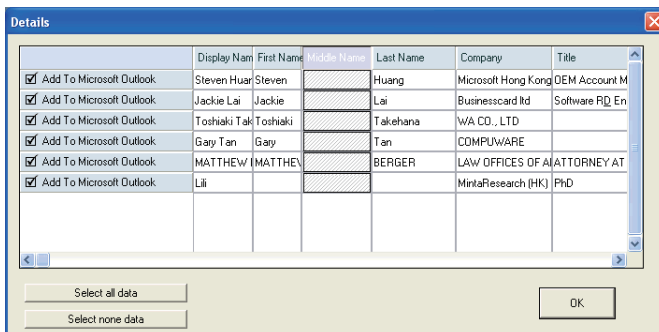 Details
Display Nam First Name Middle Name Last Name Company Title
Add To Microsoft Outlook Steven Huar Steven Huang Microsoft Hong Kong OEM Account M
Add To Microsoft Outlook Jackie Lai Jackie Lai Businesscard ltd Software RD En
Add To Microsoft Outlook Toshiaki Tak Toshiaki Takehana WA CO., LTD
Add To Microsoft Outlook Gary Tan Gary Tan COMPUWARE
Add To Microsoft Outlook MATTHEW MATTHEW BERGER LAW OFFICES OF ATTORNEY AT
Add To Microsoft Outlook Lili MintaResearch (HK) PhD
Select all data
OK
Select none data